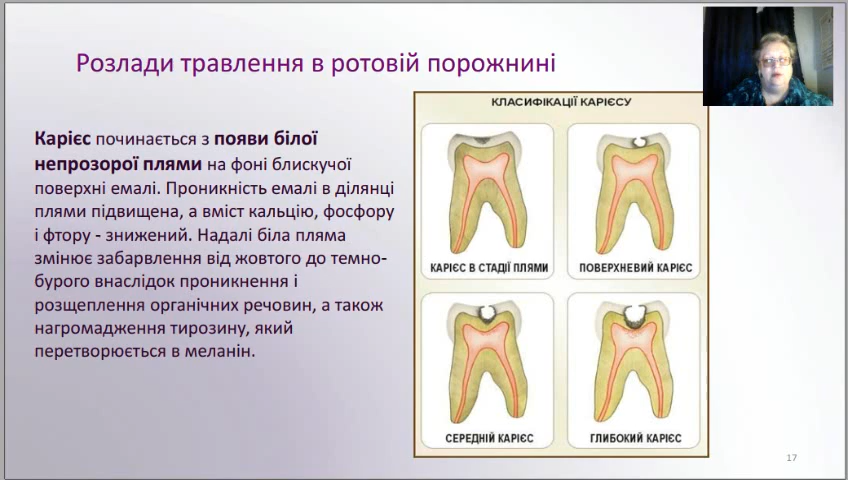 Розлади травлення в ротовій порожнині
Карієс починається з появи білої
непрозорої плями на фоні блискучої
поверхні емалі. Проникність емалі в ділянці
плями підвищена, а вміст кальцію, фосфору
і фтору - знижений. Надалі біла пляма
змінює забарвлення від жовтого до темно-
бурого внаслідок проникнення і
розщеплення органічних речовин, а також
нагромадження тирозину, який
перетворюється в меланін.
КЛАСИФІКАЦІЇ КАРІЄСУ
КАРІЄС В СТАДІЇ ПЛЯМИ
ПОВЕРХНЕВИЙ КАРІЄС
СЕРЕДНІЙ КАРІЄС
ГЛИБОКИЙ КАРІЄС
17